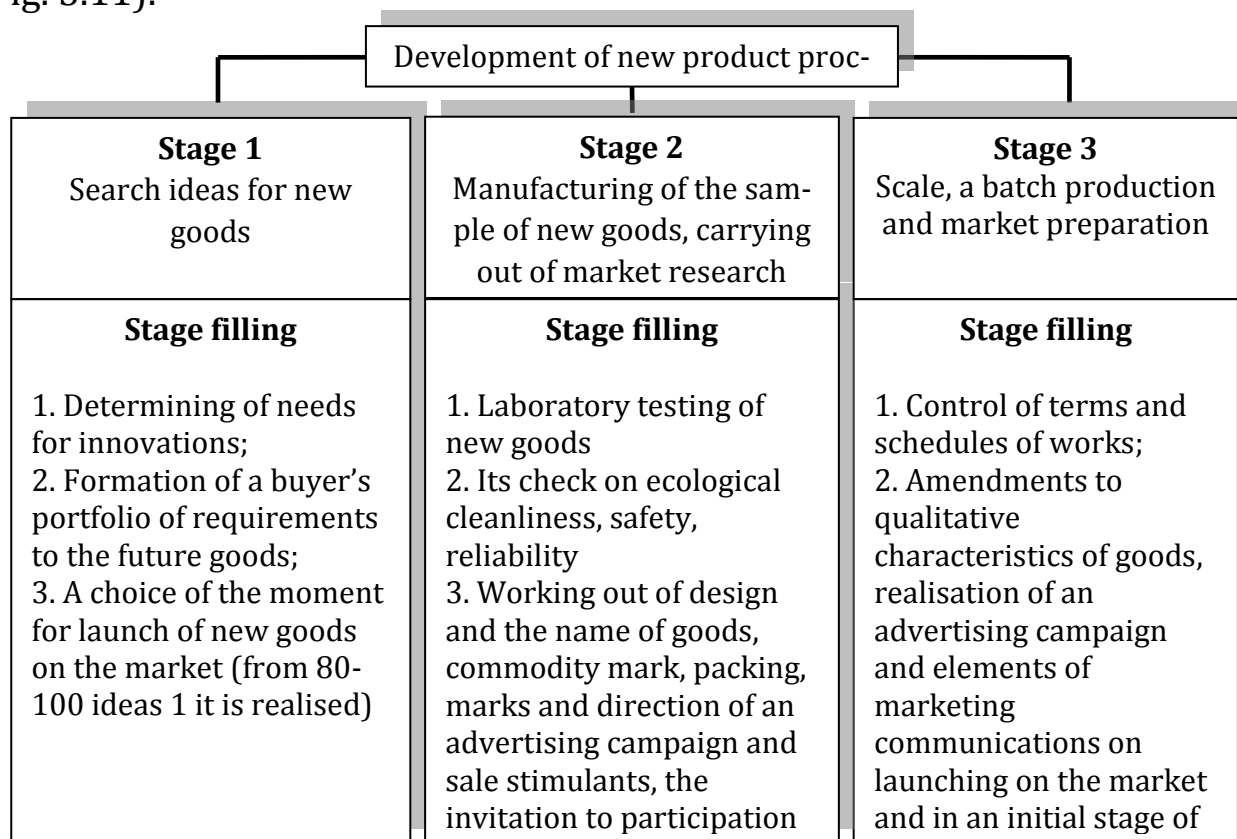 ig. 3.11).
Development of new product proc-
Stage 1
Search ideas for new
goods
Stage 2
Manufacturing of the sam-
ple of new goods, carrying
out of market research
Stage 3
Scale, a batch production
and market preparation
Stage filling
1. Determining of needs
for innovations;
2. Formation of a buyer’s
portfolio of requirements
to the future goods;
3. A choice of the moment
for launch of new goods
on the market (from 80-
100 ideas 1 it is realised)
Stage filling
1. Laboratory testing of
new goods
2. Its check on ecological
cleanliness, safety,
reliability
3. Working out of design
and the name of goods,
commodity mark, packing,
marks and direction of an
advertising campaign and
sale stimulants, the
invitation to participation
Stage filling
1. Control of terms and
schedules of works;
2. Amendments to
qualitative
characteristics of goods,
realisation of an
advertising campaign
and elements of
marketing
communications on
launching on the market
and in an initial stage of